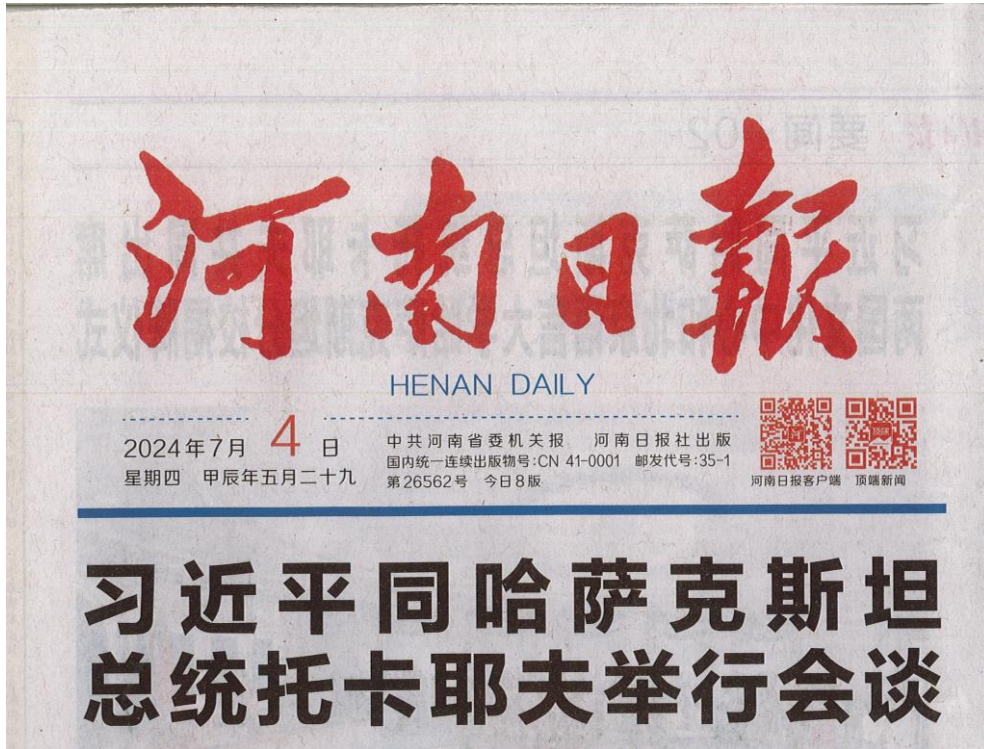 河南日报
HENAN DAILY
2024年7月4日
星期四 甲辰年五月二十九
中共河南省委机关报 河南日报社出版
国内统一连续出版物号:CN 41-0001 邮发代号:35-1
第26562号 今日8版
河南日报客户端 顶端新闻
习近平同哈萨克斯坦
总统托卡耶夫举行会谈